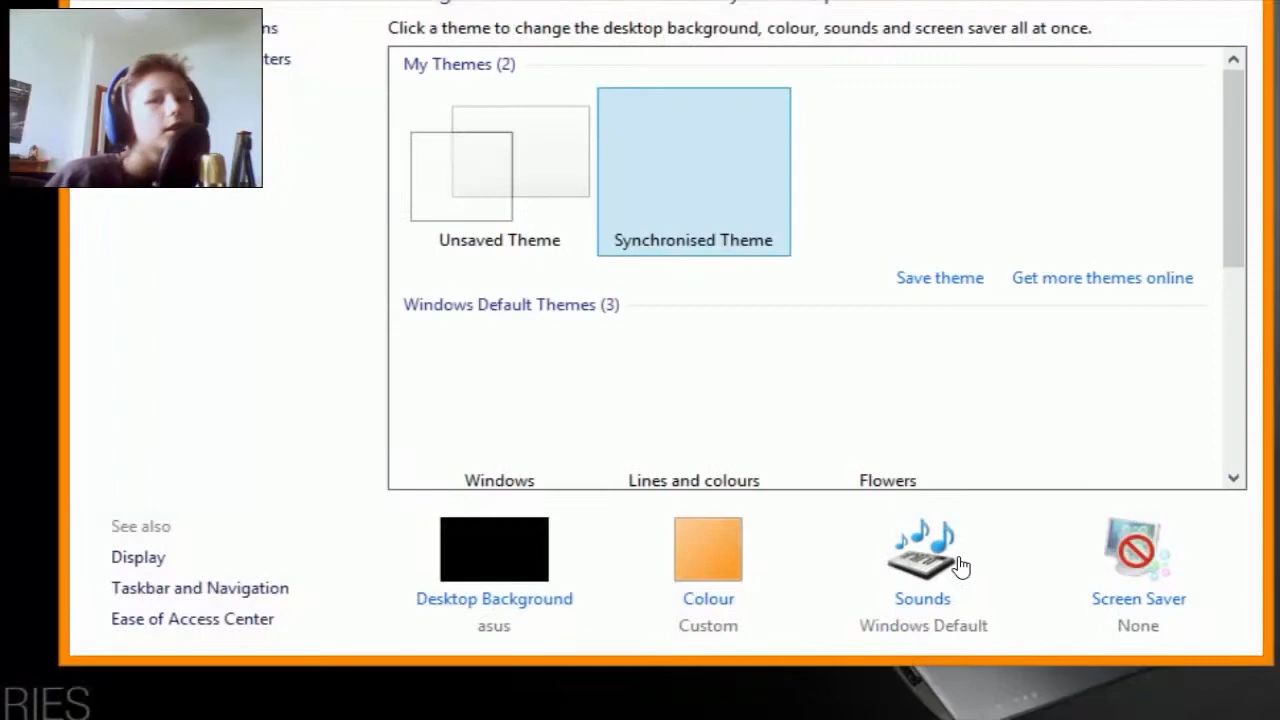 Click a theme to change the desktop background, colour, sounds and screen saver all at once.
My Themes (2)
Unsaved Theme
Synchronised Theme
Save theme
Get more themes online
Windows Default Themes (3)
Windows
Lines and colours
Flowers
See also
Display
Taskbar and Navigation
Ease of Access Center
Desktop Background
asus
Colour
Custom
Sounds
Windows Default
Screen Saver
None
RIES